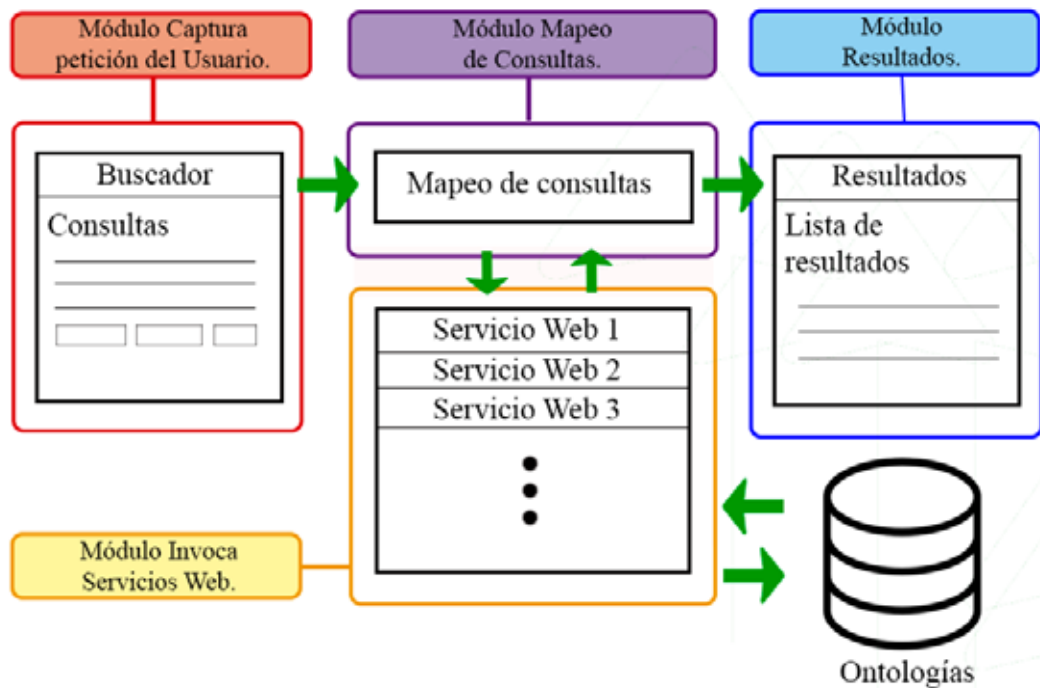 Módulo Captura
petición del Usuario.
Módulo Mapeo
de Consultas.
Módulo
Resultados.
Buscador
Consultas
Mapeo de consultas
Resultados
Lista de
resultados
Servicio Web 1
Servicio Web 2
Servicio Web 3
Módulo Invoca
Servicios Web.
Ontologías